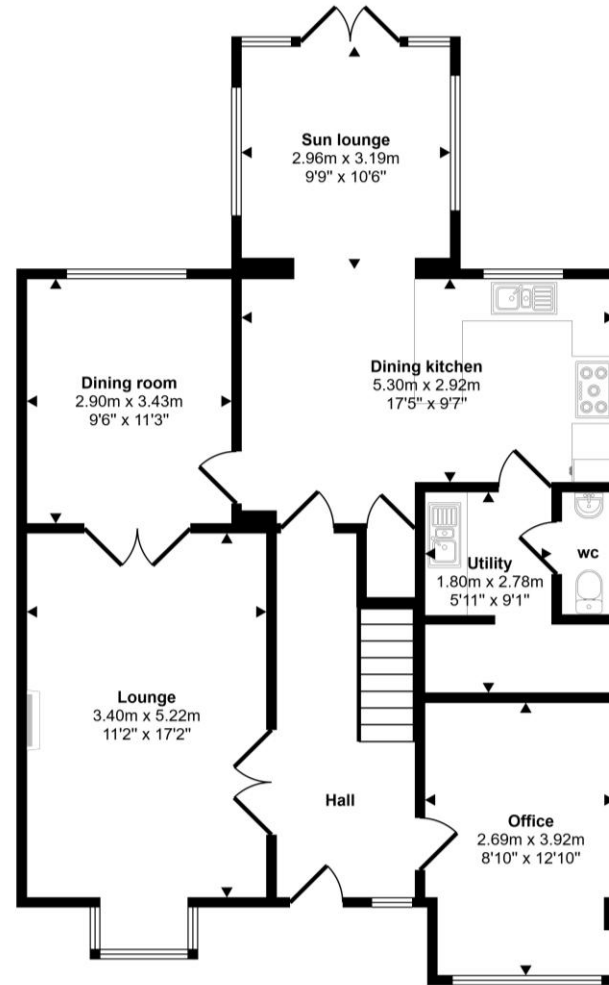 Sun lounge
2.96m x 3.19m
9'9" x 10'6"
Dining room
2.90m x 3.43m
9'6" x 11'3"
Dining kitchen
5.30m x 2.92m
17'5" x 9'7"
Utility
1.80m x 2.78m
5'11" x 9'1"
wc
Lounge
3.40m x 5.22m
11'2" x 17'2"
Hall
Office
2.69m x 3.92m
8'10" x 12'10"